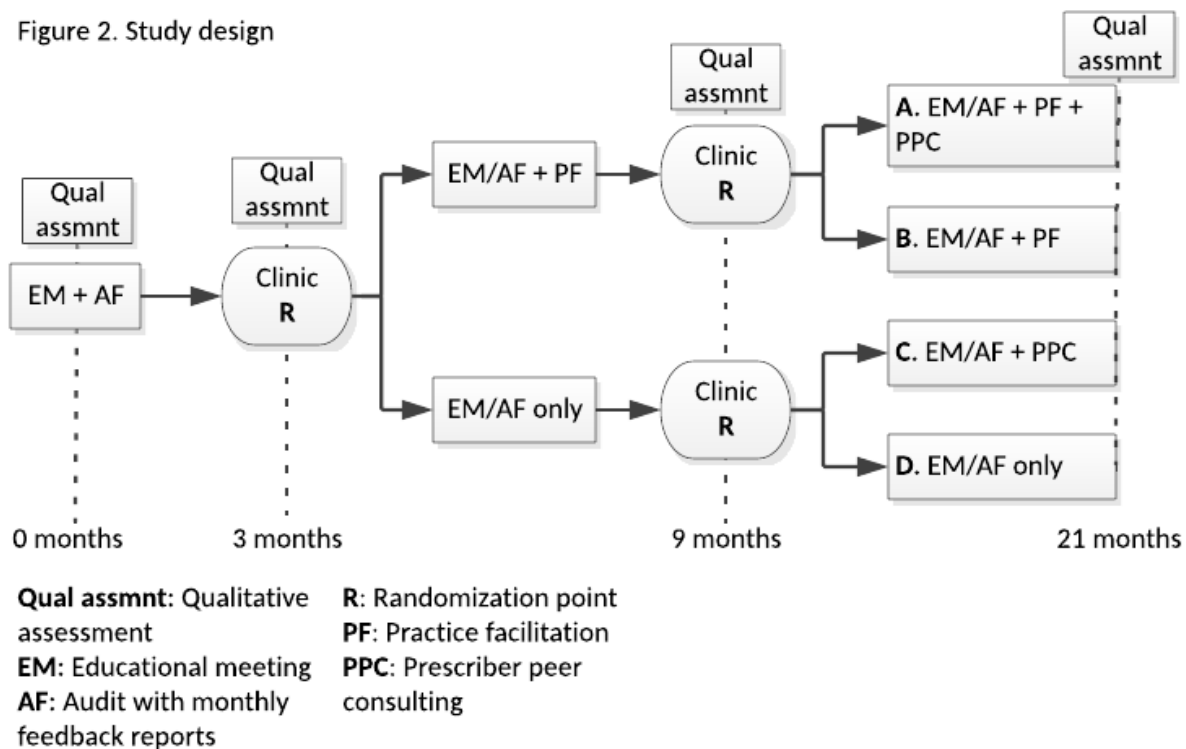 Figure 2. Study design
Qual
assmnt
EM + AF
Qual
assmnt
Clinic
R
EM/AF + PF
EM/AF only
Qual
assmnt
Clinic
R
Clinic
R
Qual
assmnt
A. EM/AF + PF +
PPC
B. EM/AF + PF
C. EM/AF + PPC
D. EM/AF only
0 months
3 months
9 months
21 months
Qual assmnt: Qualitative
assessment
EM: Educational meeting
AF: Audit with monthly
feedback reports
R: Randomization point
PF: Practice facilitation
PPC: Prescriber peer
consulting